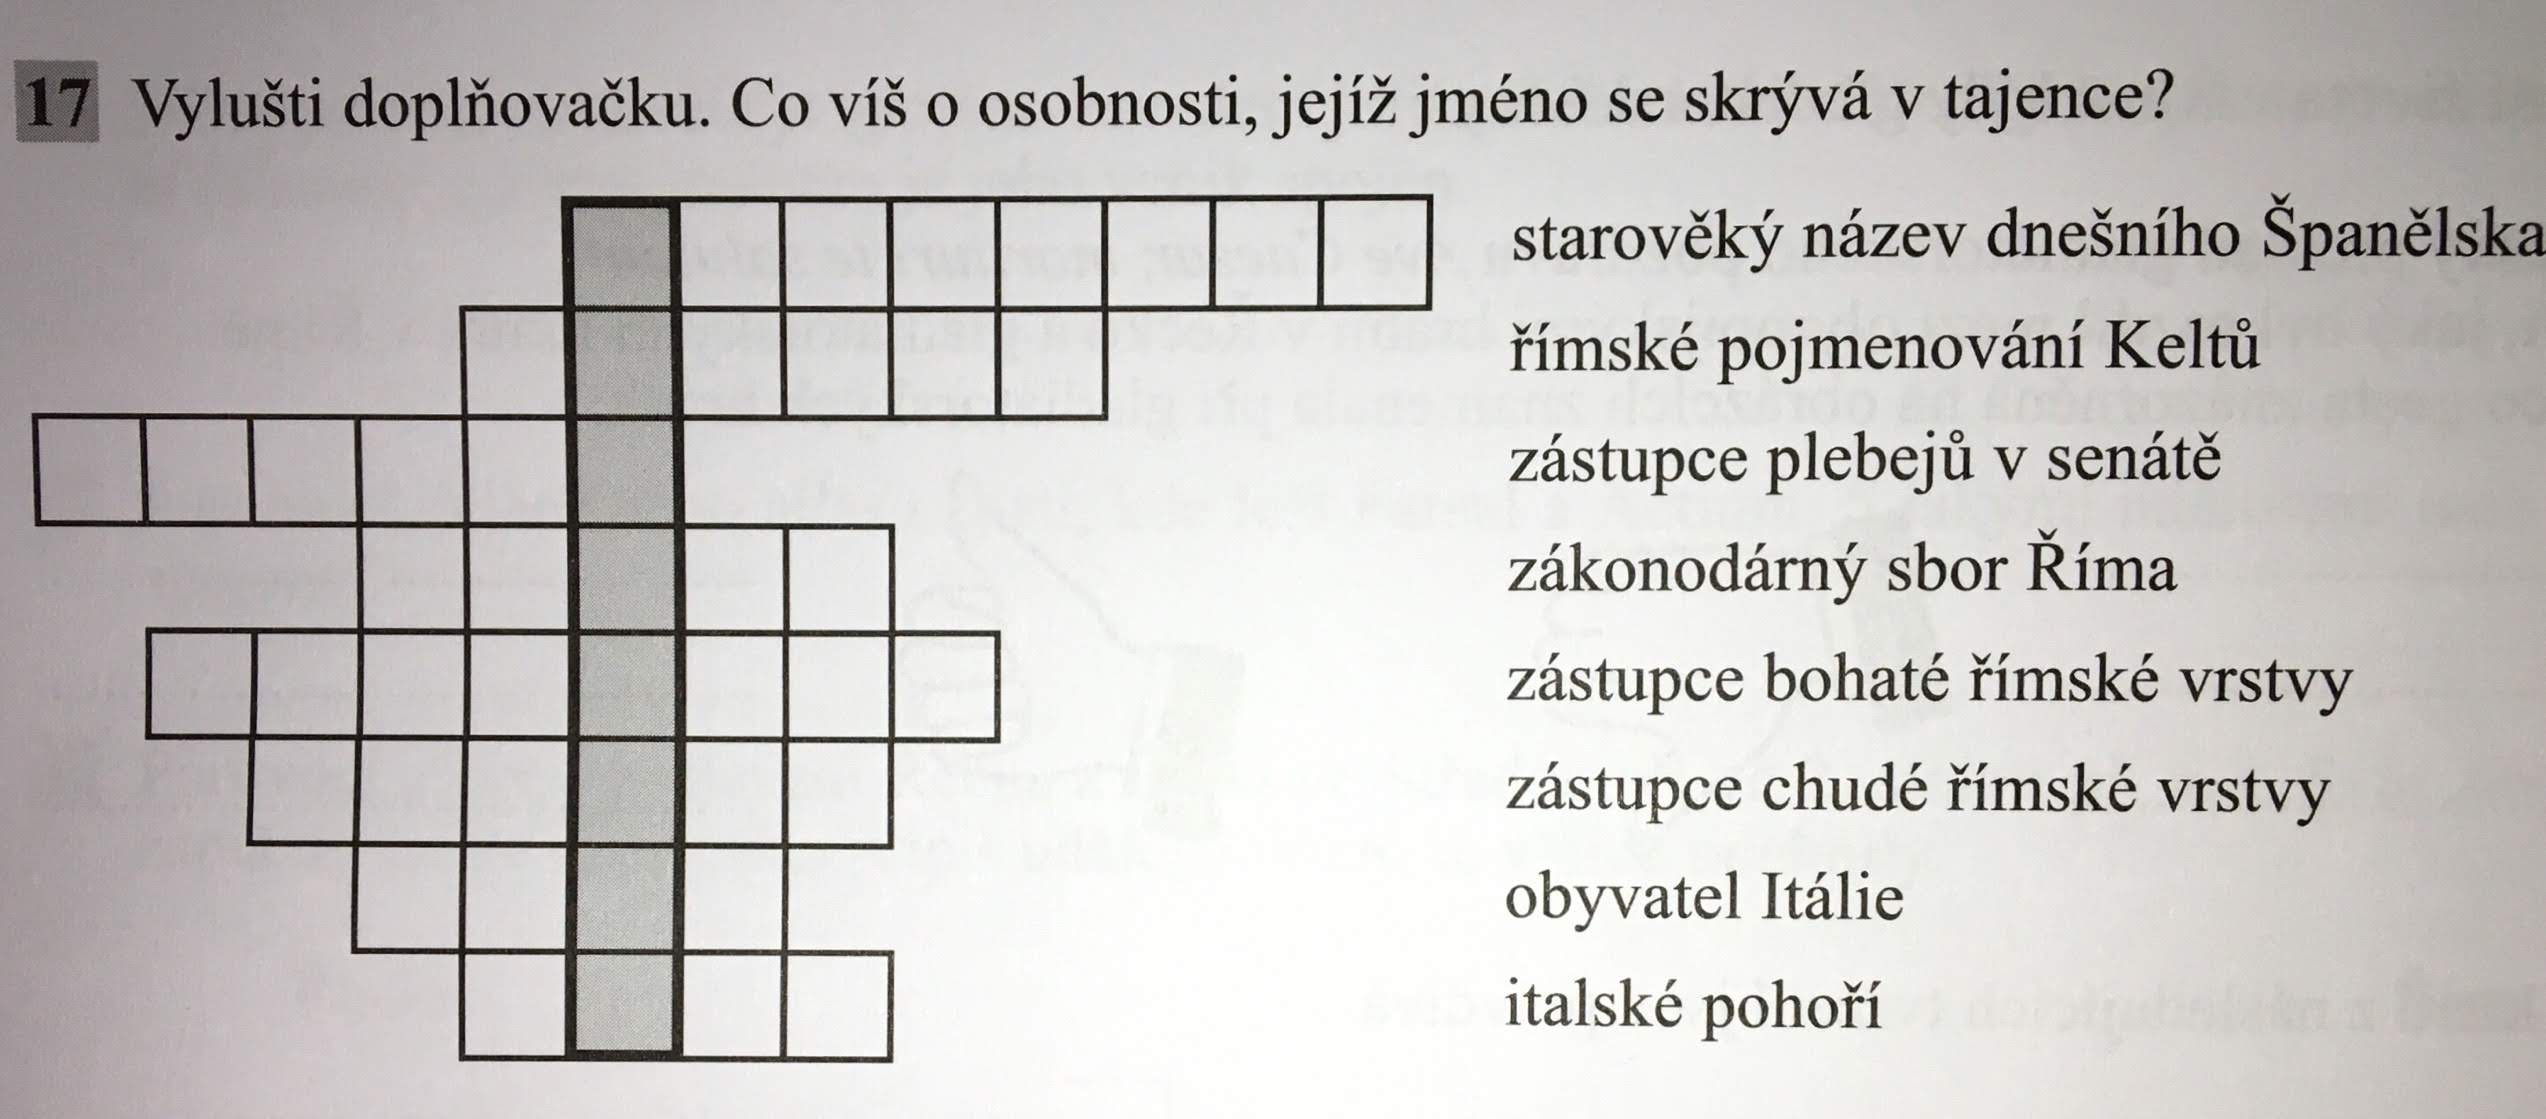 17 Vylušti doplňovačku. Co víš o osobnosti, jejíž jméno se skrývá v tajence?
starověký název dnešního Španělska
římské pojmenování Keltů
zástupce plebejů v senátě
zákonodárný sbor Říma
zástupce bohaté římské vrstvy
zástupce chudé římské vrstvy
obyvatel Itálie
italské pohoří